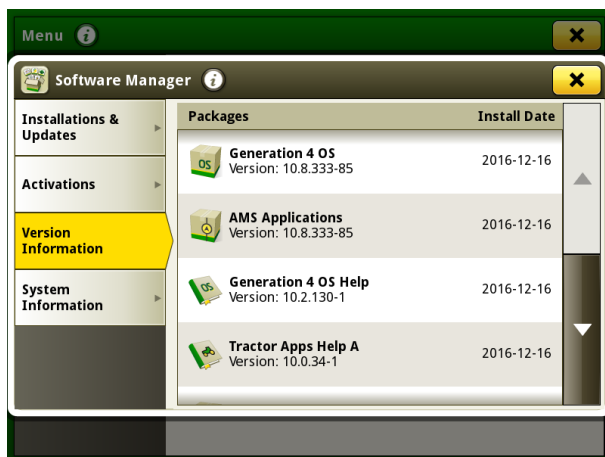 Menu
Software Manager
Installations &
Updates
Activations
Version
Information
System
Information
Packages Install Date
OS Generation 4 OS
Version: 10.8.333-85 2016-12-16
AMS Applications
Version: 10.8.333-85 2016-12-16
OS Generation 4 OS Help
Version: 10.2.130-1 2016-12-16
Tractor Apps Help A
Version: 10.0.34-1 2016-12-16